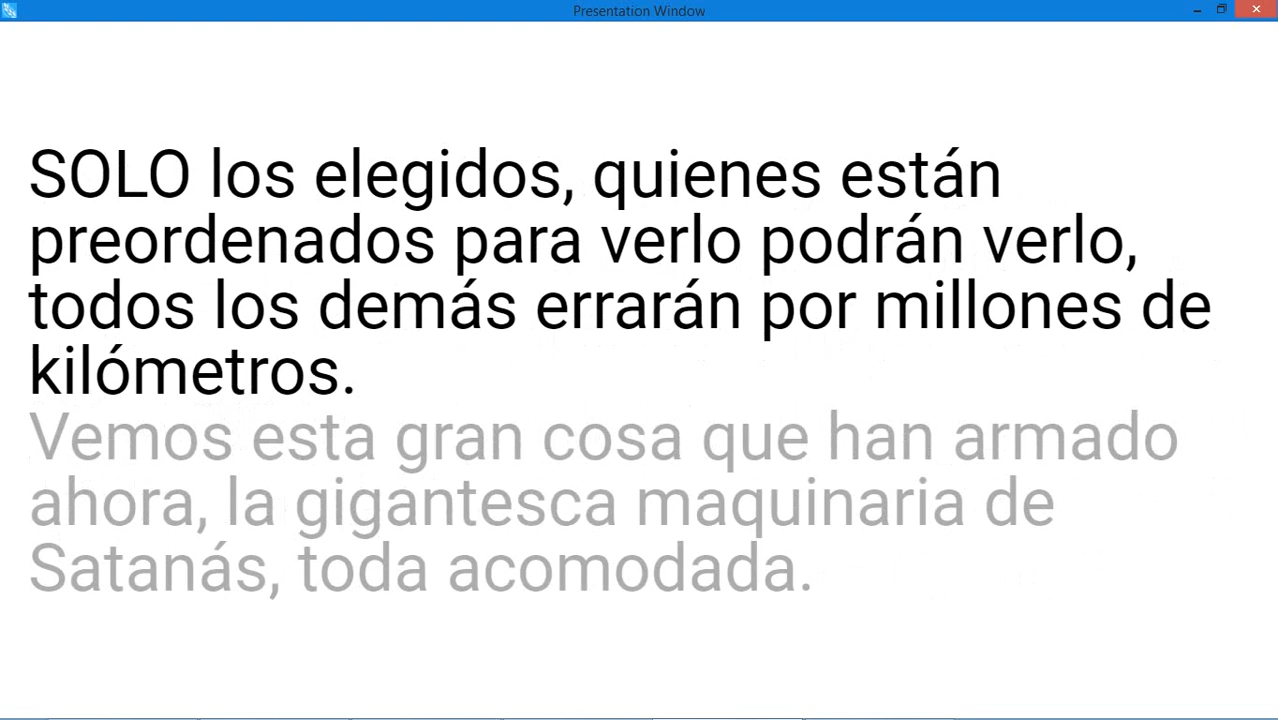 Presentation Window
SOLO los elegidos, quienes están
preordenados para verlo podrán verlo,
todos los demás errarán por millones de
kilómetros.
Vemos esta gran cosa que han armado
ahora, la gigantesca maquinaria de
Satanás, toda acomodada.